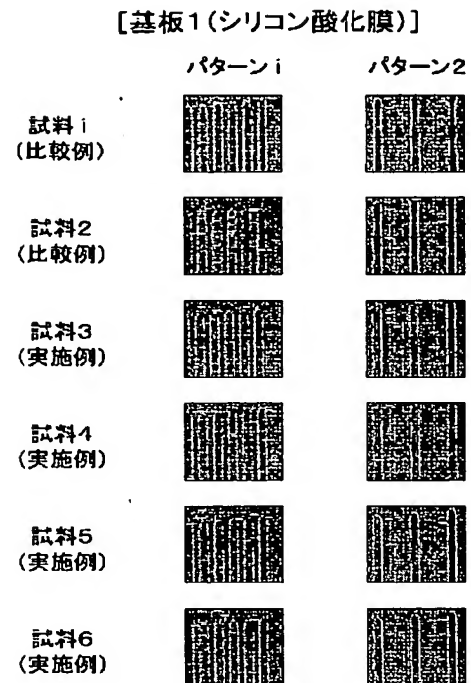 [基板1(シリコン酸化膜)]
パターンi パターン2
試料i
(比較例)
試料2
(比較例)
試料3
(実施例)
試料4
(実施例)
試料5
(実施例)
試料6
(実施例)